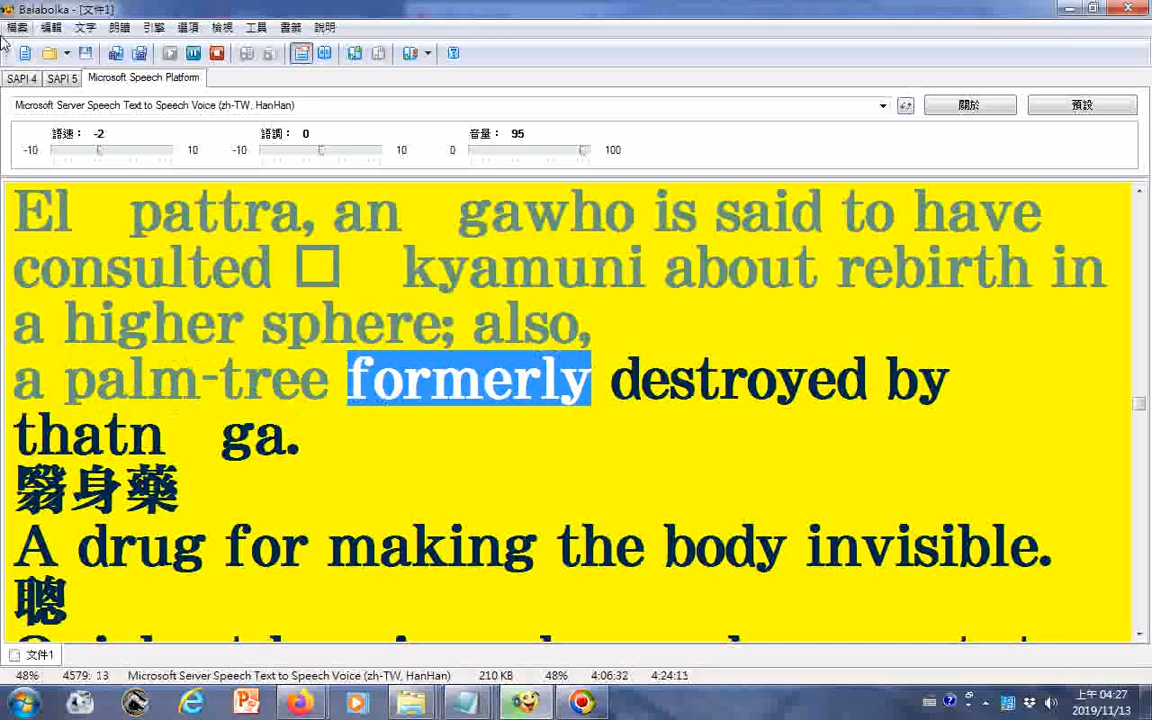 Balabolka - [文件1]
檔案 編輯 文字 朗讀 引擎 選項 檢視 工具 書籤 說明
SAPI 4 SAPI 5 Microsoft Speech Platform
Microsoft Server Speech Text to Speech Voice (zh-TW, HanHan) 關於 預設
語速： -2 語調： 0 音量： 95
-10 10 -10 10 0 100
El pattra, an gawho is said to have
consulted □ kyamuni about rebirth in
a higher sphere; also,
a palm-tree formerly destroyed by
thatn ga.
翳身藥
A drug for making the body invisible.
聰
文件1
48% 4579: 13 Microsoft Server Speech Text to Speech Voice (zh-TW, HanHan) 210 KB 48% 4:06:32 4:24:13
上午 04:27
2019/11/13